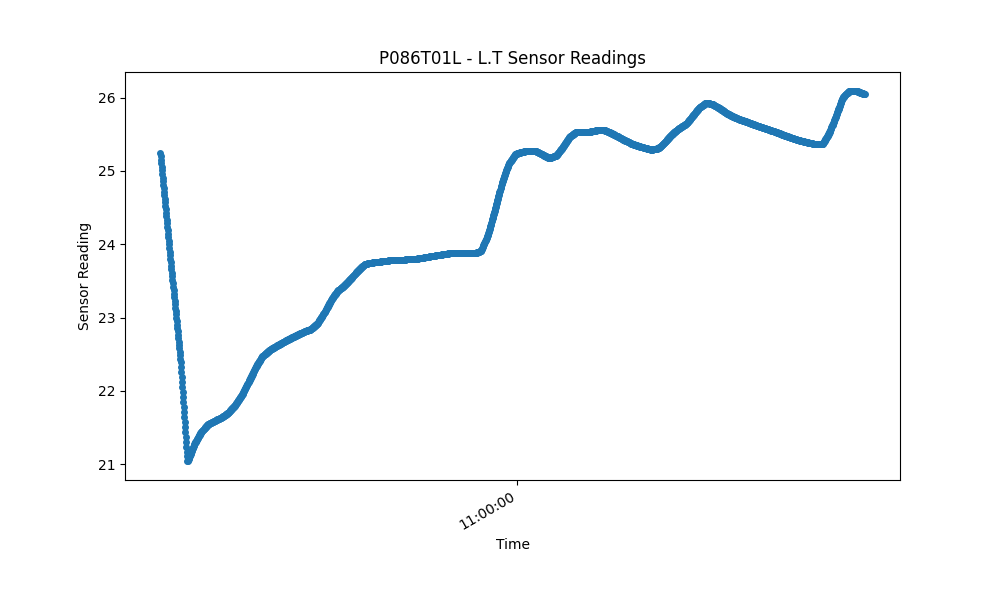 P086T01L - L.T Sensor Readings
26
25
24
23
22
21
Sensor Reading
11:00:00
Time